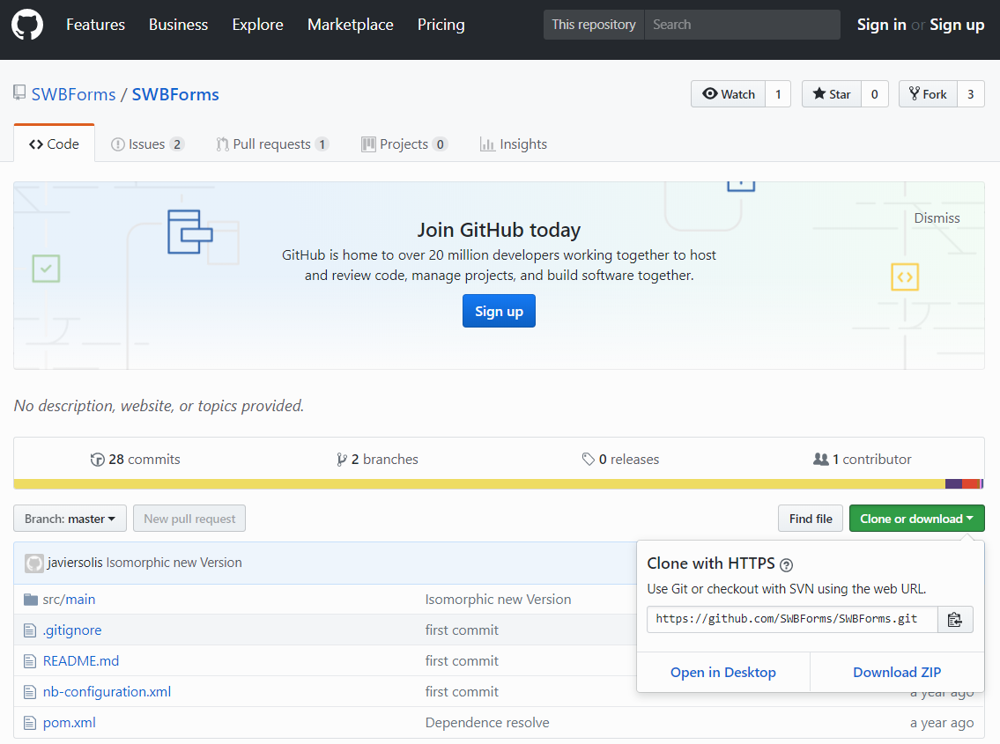 Features Business Explore Marketplace Pricing This repository Search Sign in or Sign up
SWBForms / SWBForms Watch 1 Star 0 Fork 3
Code Issues 2 Pull requests 1 Projects 0 Insights
Dismiss
Join GitHub today
GitHub is home to over 20 million developers working together to host
and review code, manage projects, and build software together.
Sign up
No description, website, or topics provided.
28 commits 2 branches 0 releases 1 contributor
Branch: master New pull request Find file Clone or download
javiersolis Isomorphic new Version
src/main Isomorphic new Version
.gitignore first commit
README.md first commit
nb-configuration.xml first commit a year ago
pom.xml Dependence resolve a year ago
Clone with HTTPS ?
Use Git or checkout with SVN using the web URL.
https://github.com/SWBForms/SWBForms.git
Open in Desktop Download ZIP